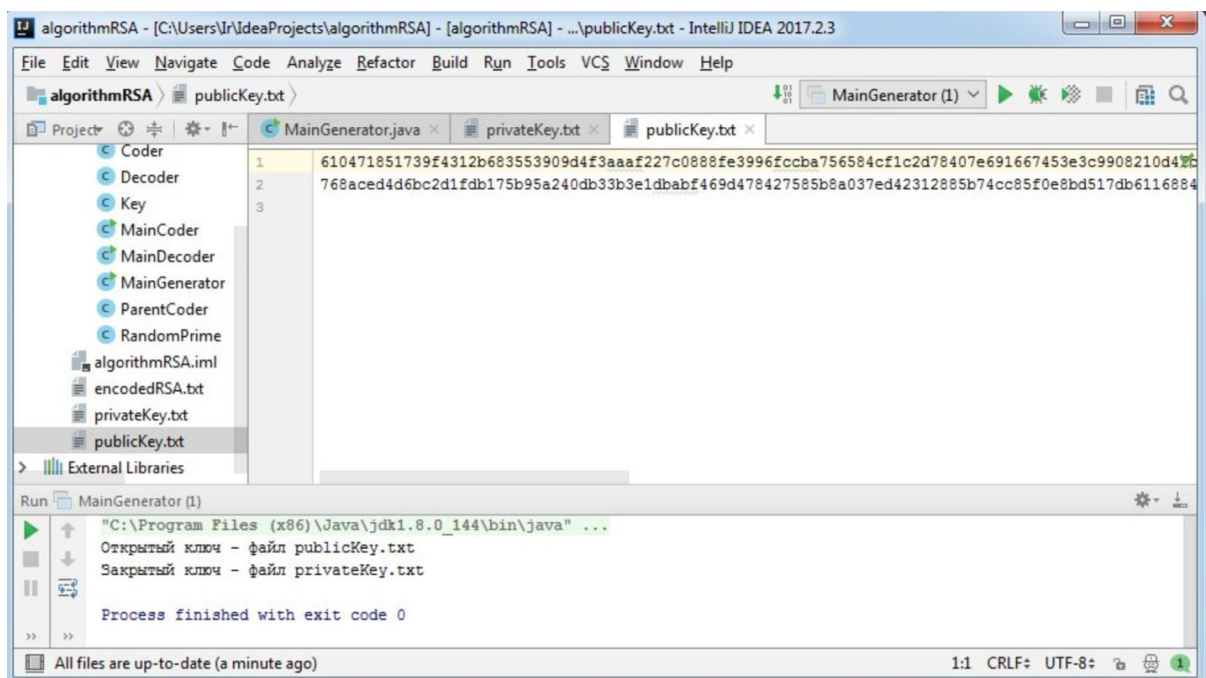 algorithmRSA - [C:\Users\Ir\IdeaProjects\algorithmRSA] - [algorithmRSA] - ...\publicKey.txt - IntelliJ IDEA 2017.2.3
File Edit View Navigate Code Analyze Refactor Build Run Tools VCS Window Help
algorithmRSA publicKey.txt MainGenerator (1)
Project MainGenerator.java privateKey.txt publicKey.txt
Coder
Decoder
Key
MainCoder
MainDecoder
MainGenerator
ParentCoder
RandomPrime
algorithmRSA.iml
encodedRSA.txt
privateKey.txt
publicKey.txt
External Libraries
1 610471851739f4312b683553909d4f3aaaf227c0888fe3996fccba756584cf1c2d78407e691667453e3c9908210d4
2 768aced4d6bc2d1fdb175b95a240db33b3e1dbabf469d478427585b8a037ed42312885b74cc85f0e8bd517db6116884
3
Run MainGenerator (1)
"C:\Program Files (x86)\Java\jdk1.8.0_144\bin\java" ...
Открытый ключ - файл publicKey.txt
Закрытый ключ - файл privateKey.txt
Process finished with exit code 0
All files are up-to-date (a minute ago) 1:1 CRLF UTF-8 1